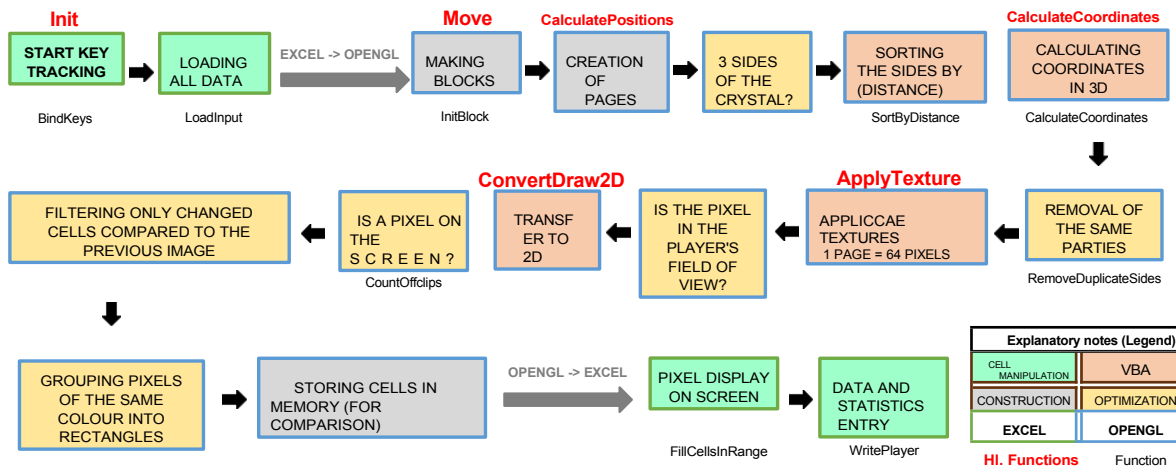 Init
START KEY
TRACKING
BindKeys
LOADING
ALL DATA
LoadInput
EXCEL -> OPENGL
Move
MAKING
BLOCKS
InitBlock
CalculatePositions
CREATION
OF
PAGES
3 SIDES
OF THE
CRYSTAL?
SORTING
THE SIDES BY
(DISTANCE)
SortByDistance
CalculateCoordinates
CALCULATING
COORDINATES
IN 3D
CalculateCoordinates
FILTERING ONLY CHANGED
CELLS COMPARED TO THE
PREVIOUS IMAGE
IS A PIXEL ON
THE
SCREEN ?
CountOffclips
ConvertDraw2D
TRANSF
ER TO
2D
IS THE PIXEL
IN THE
PLAYER'S
FIELD OF
VIEW?
ApplyTexture
APPLICCAE
TEXTURES
1 PAGE = 64 PIXELS
REMOVAL OF
THE SAME
PARTIES
RemoveDuplicateSides
GROUPING PIXELS
OF THE SAME
COLOUR INTO
RECTANGLES
STORING CELLS IN
MEMORY (FOR
COMPARISON)
OPENGL -> EXCEL
PIXEL DISPLAY
ON SCREEN
FillCellsInRange
DATA AND
STATISTICS
ENTRY
WritePlayer
Explanatory notes (Legend)
CELL
MANIPULATION
VBA
CONSTRUCTION
OPTIMIZATION
EXCEL
OPENGL
HI. Functions
Function